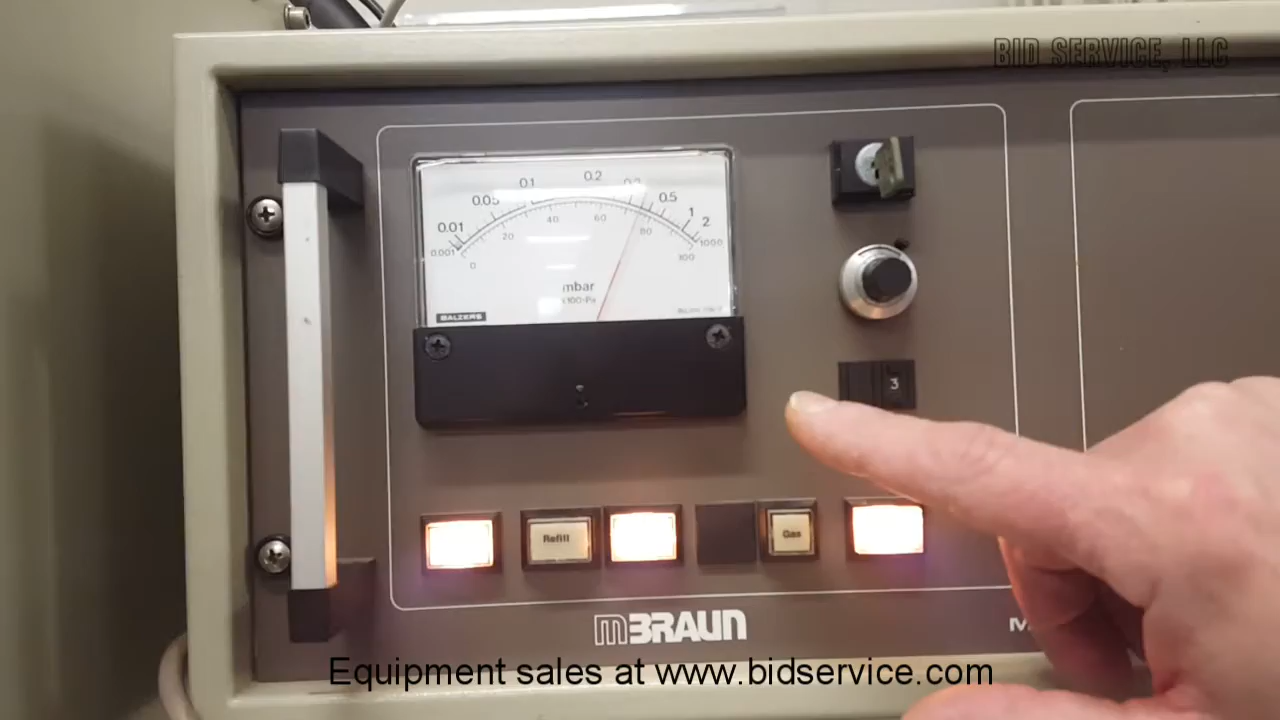 BID SERVICE, LLC
0.001 0.01 0.05 0.1 0.2 0.5 1 2 1000
0 20 40 60 80 100
mbar
BALZERS
3
Refill
Gas
mBRAUN
M
Equipment sales at www.bidservice.com